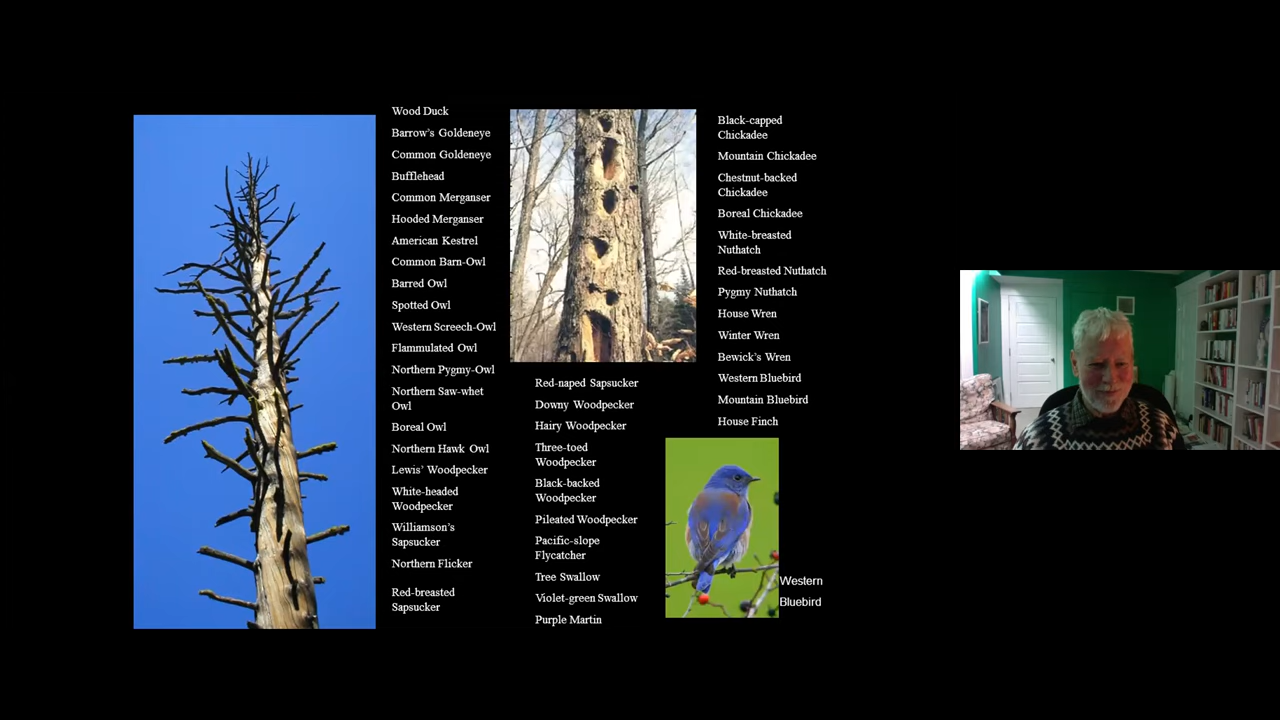 Wood Duck
Barrow's Goldeneye
Common Goldeneye
Bufflehead
Common Merganser
Hooded Merganser
American Kestrel
Common Barn-Owl
Barred Owl
Spotted Owl
Western Screech-Owl
Flammulated Owl
Northern Pygmy-Owl
Northern Saw-whet
Owl
Boreal Owl
Northern Hawk Owl
Lewis' Woodpecker
White-headed
Woodpecker
Williamson's
Sapsucker
Northern Flicker
Red-breasted
Sapsucker
Red-naped Sapsucker
Downy Woodpecker
Hairy Woodpecker
Three-toed
Woodpecker
Black-backed
Woodpecker
Pileated Woodpecker
Pacific-slope
Flycatcher
Tree Swallow
Violet-green Swallow
Purple Martin
Black-capped
Chickadee
Mountain Chickadee
Chestnut-backed
Chickadee
Boreal Chickadee
White-breasted
Nuthatch
Red-breasted Nuthatch
Pygmy Nuthatch
House Wren
Winter Wren
Bewick's Wren
Western Bluebird
Mountain Bluebird
House Finch
Western
Bluebird